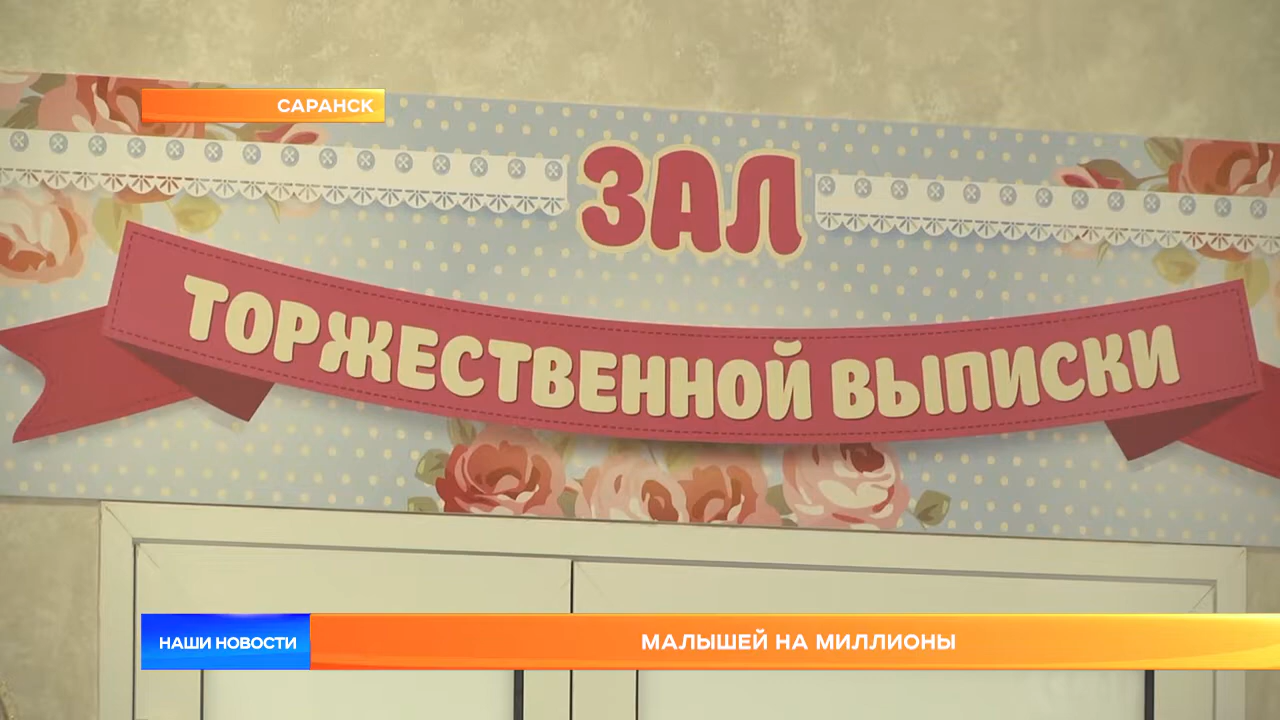 САРАНСК
ЗАЛ
ТОРЖЕСТВЕННОЙ ВЫПИСКИ
НАШИ НОВОСТИ
МАЛЫШЕЙ НА МИЛЛИОНЫ